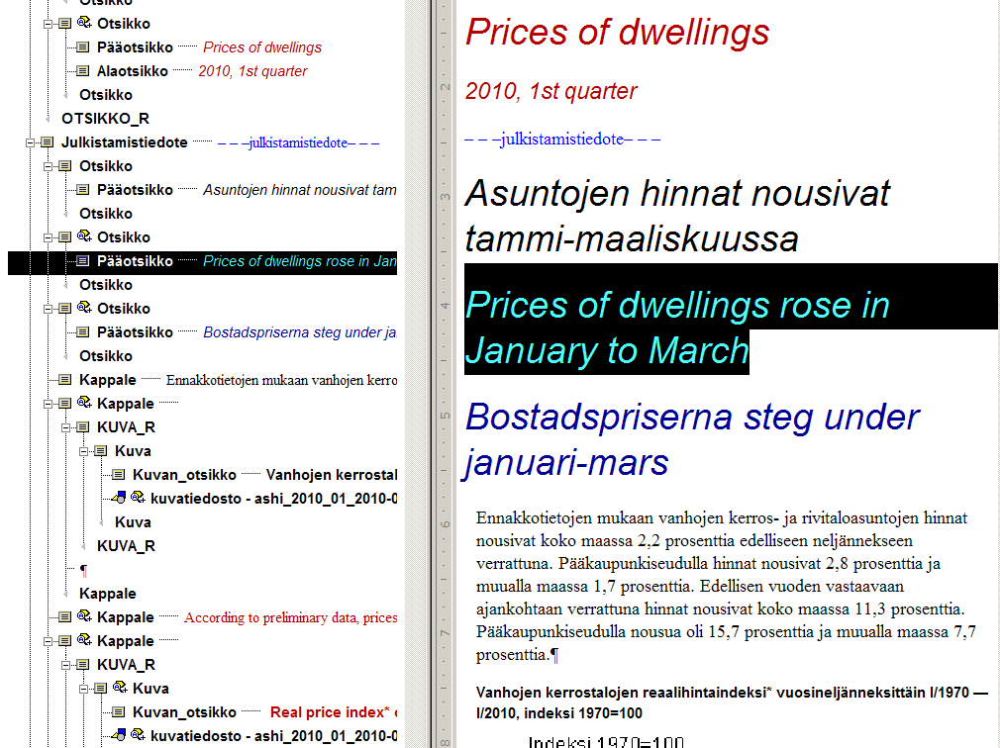 Otsikko
Otsikko
Pääotsikko Prices of dwellings
Alaotsikko 2010, 1st quarter
Otsikko
OTSIKKO_R
Julkistamistiedote – – –julkistamistiedote– – –
Otsikko
Pääotsikko Asuntojen hinnat nousivat tam
Otsikko
Otsikko
Pääotsikko Prices of dwellings rose in Jan
Otsikko
Otsikko
Pääotsikko Bostadspriserna steg under ja
Otsikko
Kappale Ennakkotietojen mukaan vanhojen kerro
Kappale
KUVA_R
Kuva
Kuvan_otsikko Vanhojen kerrostal
kuvatiedosto - ashi_2010_01_2010-0
Kuva
KUVA_R
¶
Kappale
Kappale According to preliminary data, prices
Kappale
KUVA_R
Kuva
Kuvan_otsikko Real price index*
kuvatiedosto - ashi_2010_01_2010-0
2
3
4
5
6
7
8
Prices of dwellings
2010, 1st quarter
– – –julkistamistiedote– – –
Asuntojen hinnat nousivat
tammi-maaliskuussa
Prices of dwellings rose in
January to March
Bostadspriserna steg under
januari-mars
Ennakkotietojen mukaan vanhojen kerros- ja rivitaloasuntojen hinnat
nousivat koko maassa 2,2 prosenttia edelliseen neljännekseen
verrattuna. Pääkaupunkiseudulla hinnat nousivat 2,8 prosenttia ja
muualla maassa 1,7 prosenttia. Edellisen vuoden vastaavaan
ajankohtaan verrattuna hinnat nousivat koko maassa 11,3 prosenttia.
Pääkaupunkiseudulla nousua oli 15,7 prosenttia ja muualla maassa 7,7
prosenttia.¶
Vanhojen kerrostalojen reaalihintaindeksi* vuosineljänneksittäin I/1970 —
I/2010, indeksi 1970=100
Indeksi 1970=100